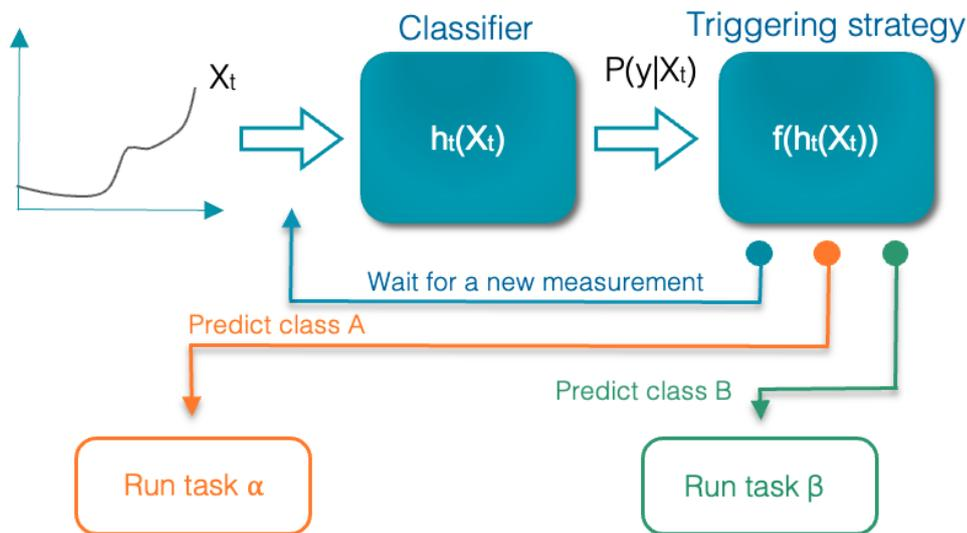 Classifier
Triggering strategy
Xt
P(y|Xt)
ht(Xt)
f(ht(Xt))
Wait for a new measurement
Predict class A
Predict class B
Run task α
Run task β